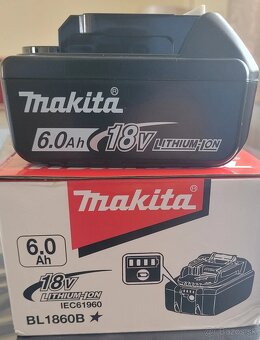 makita®
6.0Ah 18V LITHIUM-ION
makita®
6.0
Ah
18V
LITHIUM-ION
IEC61960
BL1860B ★